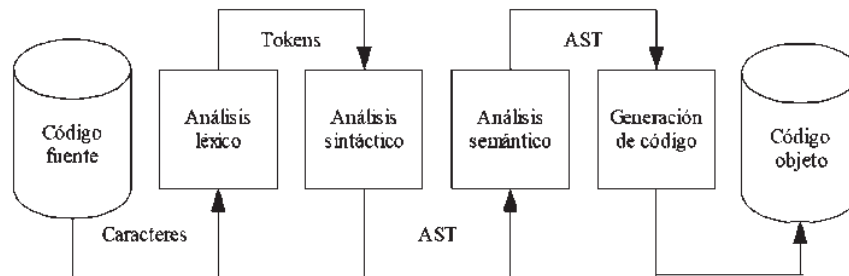 Tokens
AST
Código
fuente
Análisis
léxico
Análisis
sintáctico
Análisis
semántico
Generación
de código
Código
objeto
Caracteres
AST